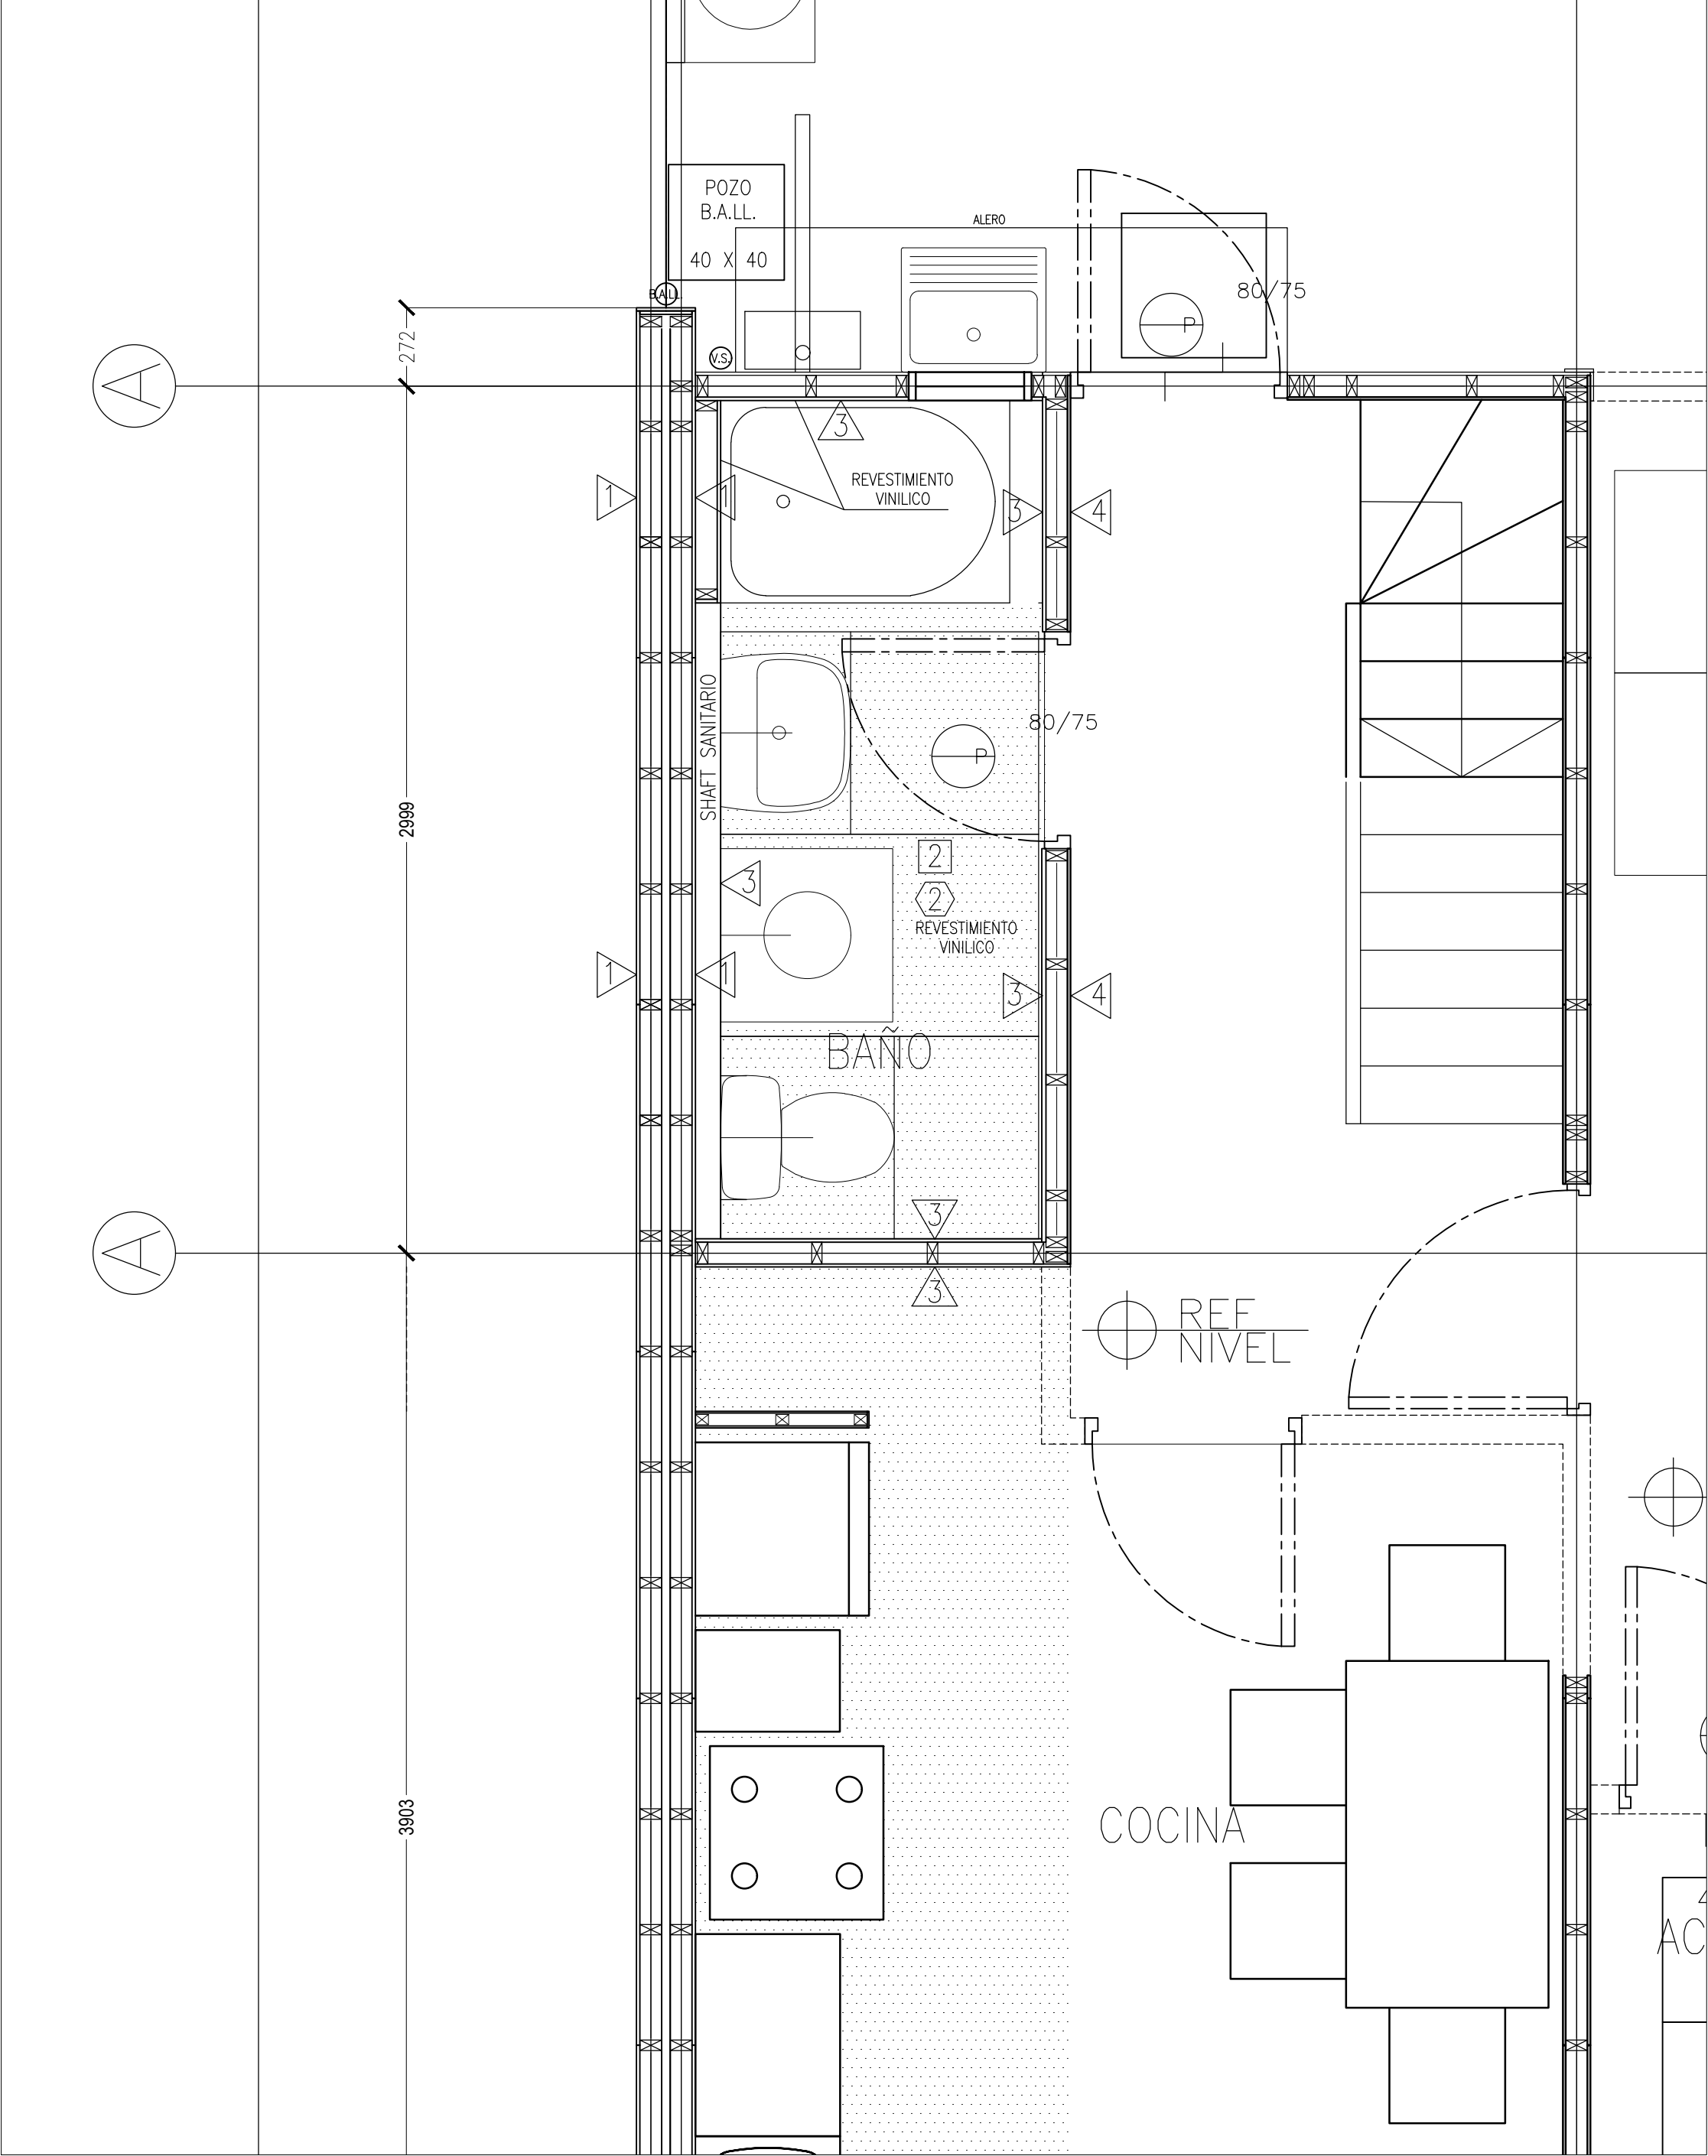 POZO
B.A.LL.
40 X 40
ALERO
B.A.LL.
80/75
P
272
V.S.
A
3
REVESTIMIENTO
VINILICO
1
1
3
4
SHAFT SANITARIO
80/75
P
2999
2
3
2
REVESTIMIENTO
VINILICO
1
1
3
4
BAÑO
3
A
3
REF
NIVEL
3903
COCINA